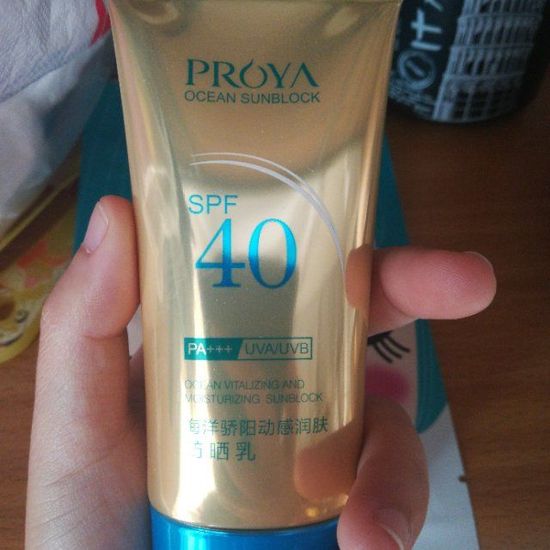 PROYA
OCEAN SUNBLOCK
SPF
40
PA+++ UVA/UVB
OCEAN VITALIZING AND
MOISTURIZING SUNBLOCK
海洋骄阳动感润肤
防晒乳